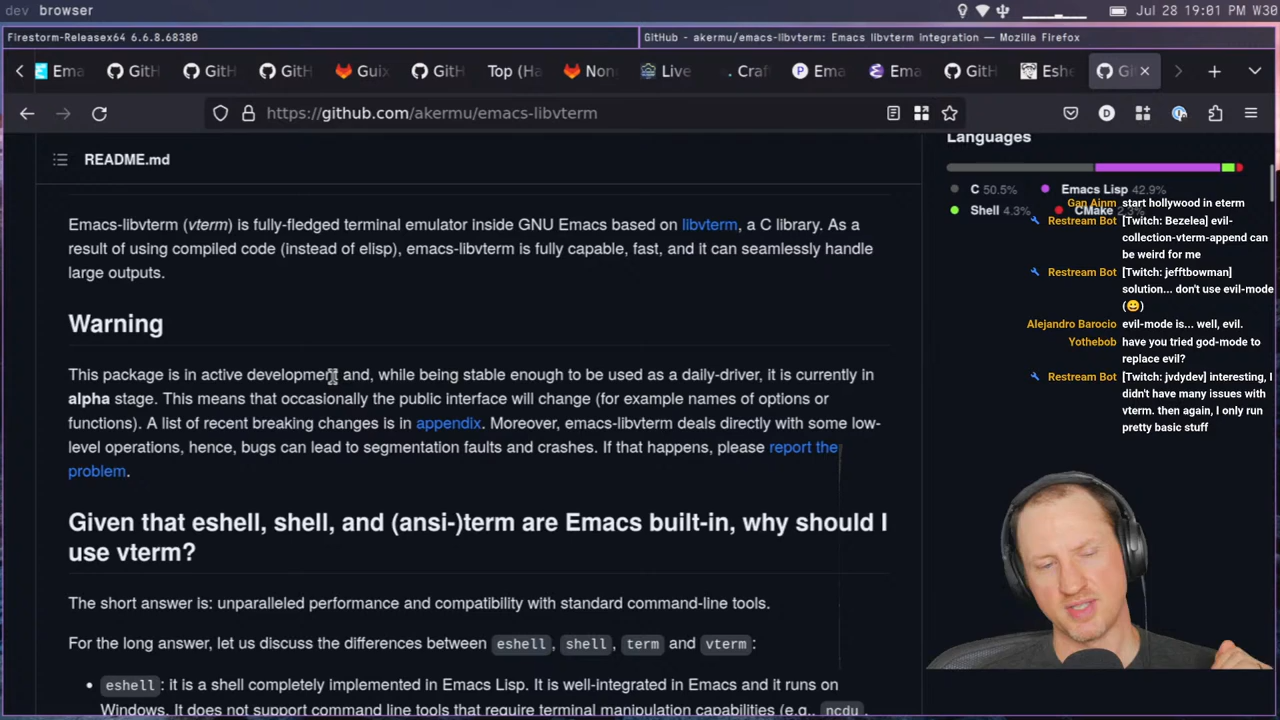 dev browser
Jul 28 19:01 PM W30
Firestorm-Releasex64 6.6.8.68380
GitHub - akermu/emacs-libvterm: Emacs libvterm integration — Mozilla Firefox
Ema
GitH
GitH
GitH
Guix
GitH
Top (Ha
Non
Live
Craf
Ema
Ema
GitH
Eshe
Git
https://github.com/akermu/emacs-libvterm
README.md
Emacs-libvterm (vterm) is fully-fledged terminal emulator inside GNU Emacs based on libvterm, a C library. As a
result of using compiled code (instead of elisp), emacs-libvterm is fully capable, fast, and it can seamlessly handle
large outputs.
Warning
This package is in active development and, while being stable enough to be used as a daily-driver, it is currently in
alpha stage. This means that occasionally the public interface will change (for example names of options or
functions). A list of recent breaking changes is in appendix. Moreover, emacs-libvterm deals directly with some low-
level operations, hence, bugs can lead to segmentation faults and crashes. If that happens, please report the
problem.
Given that eshell, shell, and (ansi-)term are Emacs built-in, why should I
use vterm?
The short answer is: unparalleled performance and compatibility with standard command-line tools.
For the long answer, let us discuss the differences between eshell, shell, term and vterm:
• eshell: it is a shell completely implemented in Emacs Lisp. It is well-integrated in Emacs and it runs on
Windows. It does not support command line tools that require terminal manipulation capabilities (e.g., ncdu,
Languages
C 50.5% Emacs Lisp 42.9%
Shell 4.3% CMake 2.3%
Gan Ainm start hollywood in eterm
Restream Bot [Twitch: Bezelea] evil-
collection-vterm-append can
be weird for me
Restream Bot [Twitch: jefftbowman]
solution... don't use evil-mode
(😀)
Alejandro Barocio evil-mode is... well, evil.
Yothebob have you tried god-mode to
replace evil?
Restream Bot [Twitch: jvdydev] interesting, I
didn't have many issues with
vterm. then again, I only run
pretty basic stuff